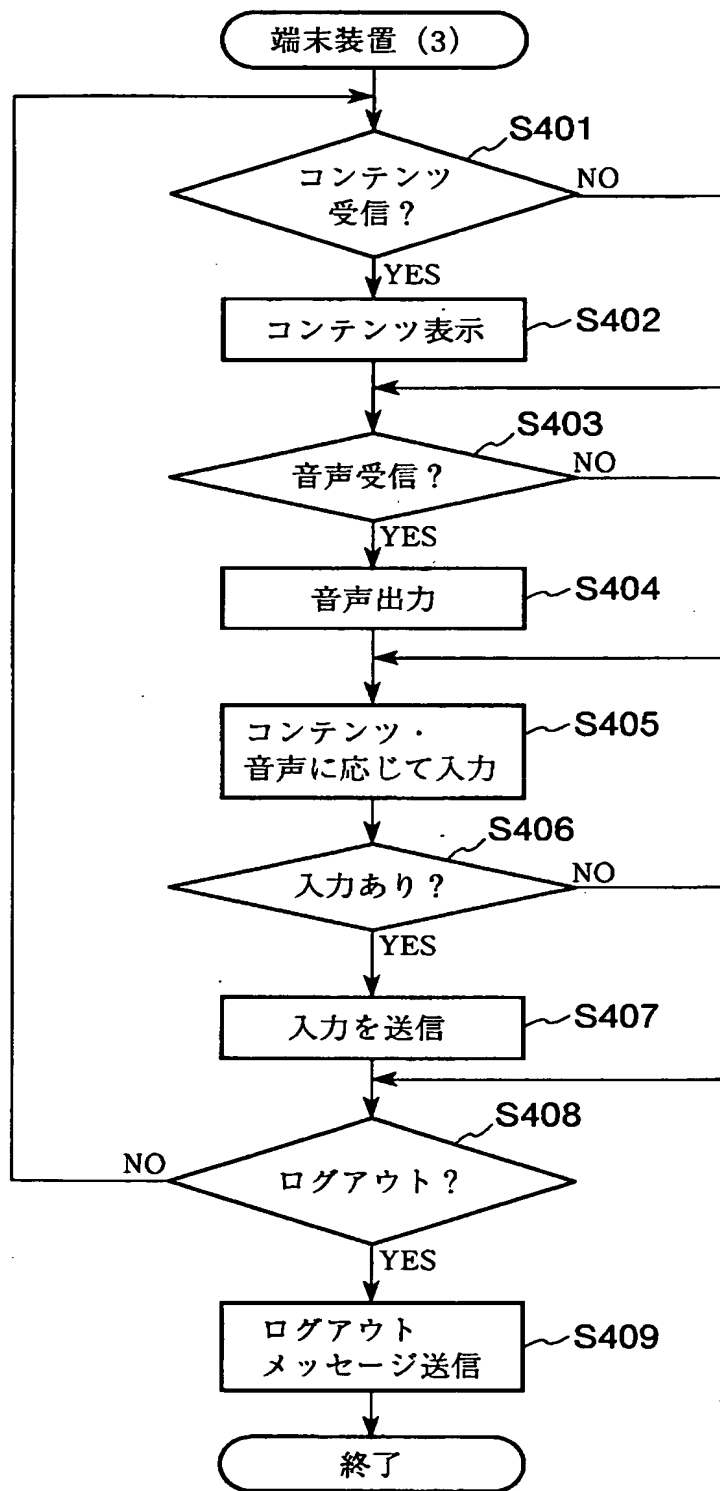 端末装置 (3)
S401
コンテンツ
受信?
NO
YES
コンテンツ表示
S402
S403
音声受信?
NO
YES
音声出力
S404
コンテンツ・
音声に応じて入力
S405
S406
入力あり?
NO
YES
入力を送信
S407
S408
NO
ログアウト?
YES
ログアウト
メッセージ送信
S409
終了